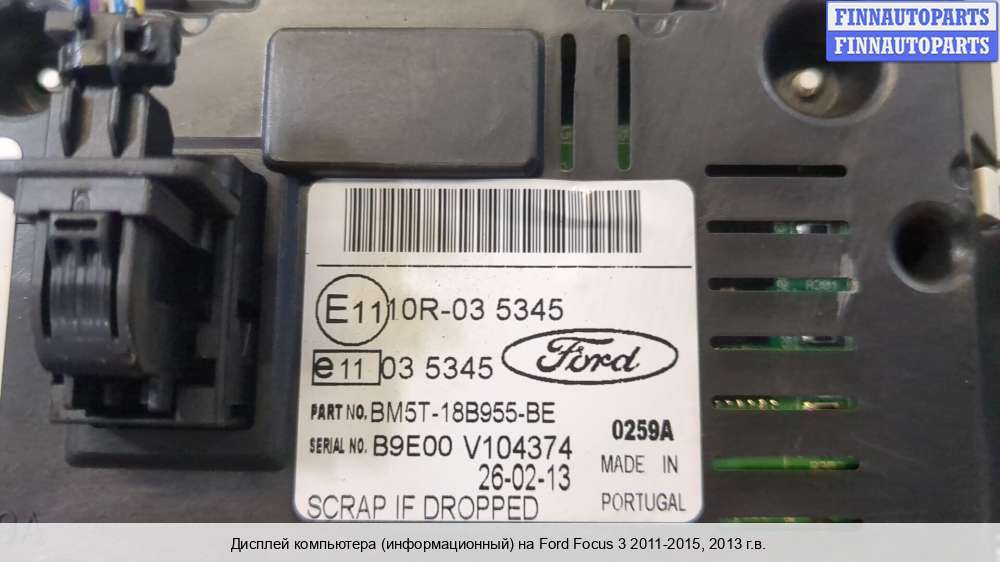 FINNAUTOPARTS
FINNAUTOPARTS
E11 10R-03 5345
e11 03 5345
Ford
PART NO. BM5T-18B955-BE
SERIAL NO. B9E00 V104374
0259A
26-02-13
MADE IN
PORTUGAL
SCRAP IF DROPPED
Дисплей компьютера (информационный) на Ford Focus 3 2011-2015, 2013 г.в.